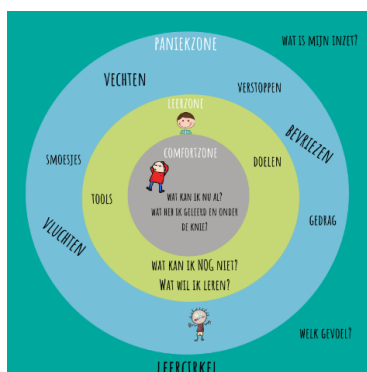 PANIEKZONE
WAT IS MIJN INZET?
VECHTEN
VERSTOPPEN
LEERZONE
BEVRIEZEN
COMFORTZONE
SMOESJES
DOELEN
TOOLS
WAT KAN IK NU AL?
WAT HEB IK GELEERD EN ONDER
DE KNIE?
GEDRAG
VLUCHTEN
WAT KAN IK NOG NIET?
WAT WIL IK LEREN?
WELK GEVOEL?
LEERCIRKEL